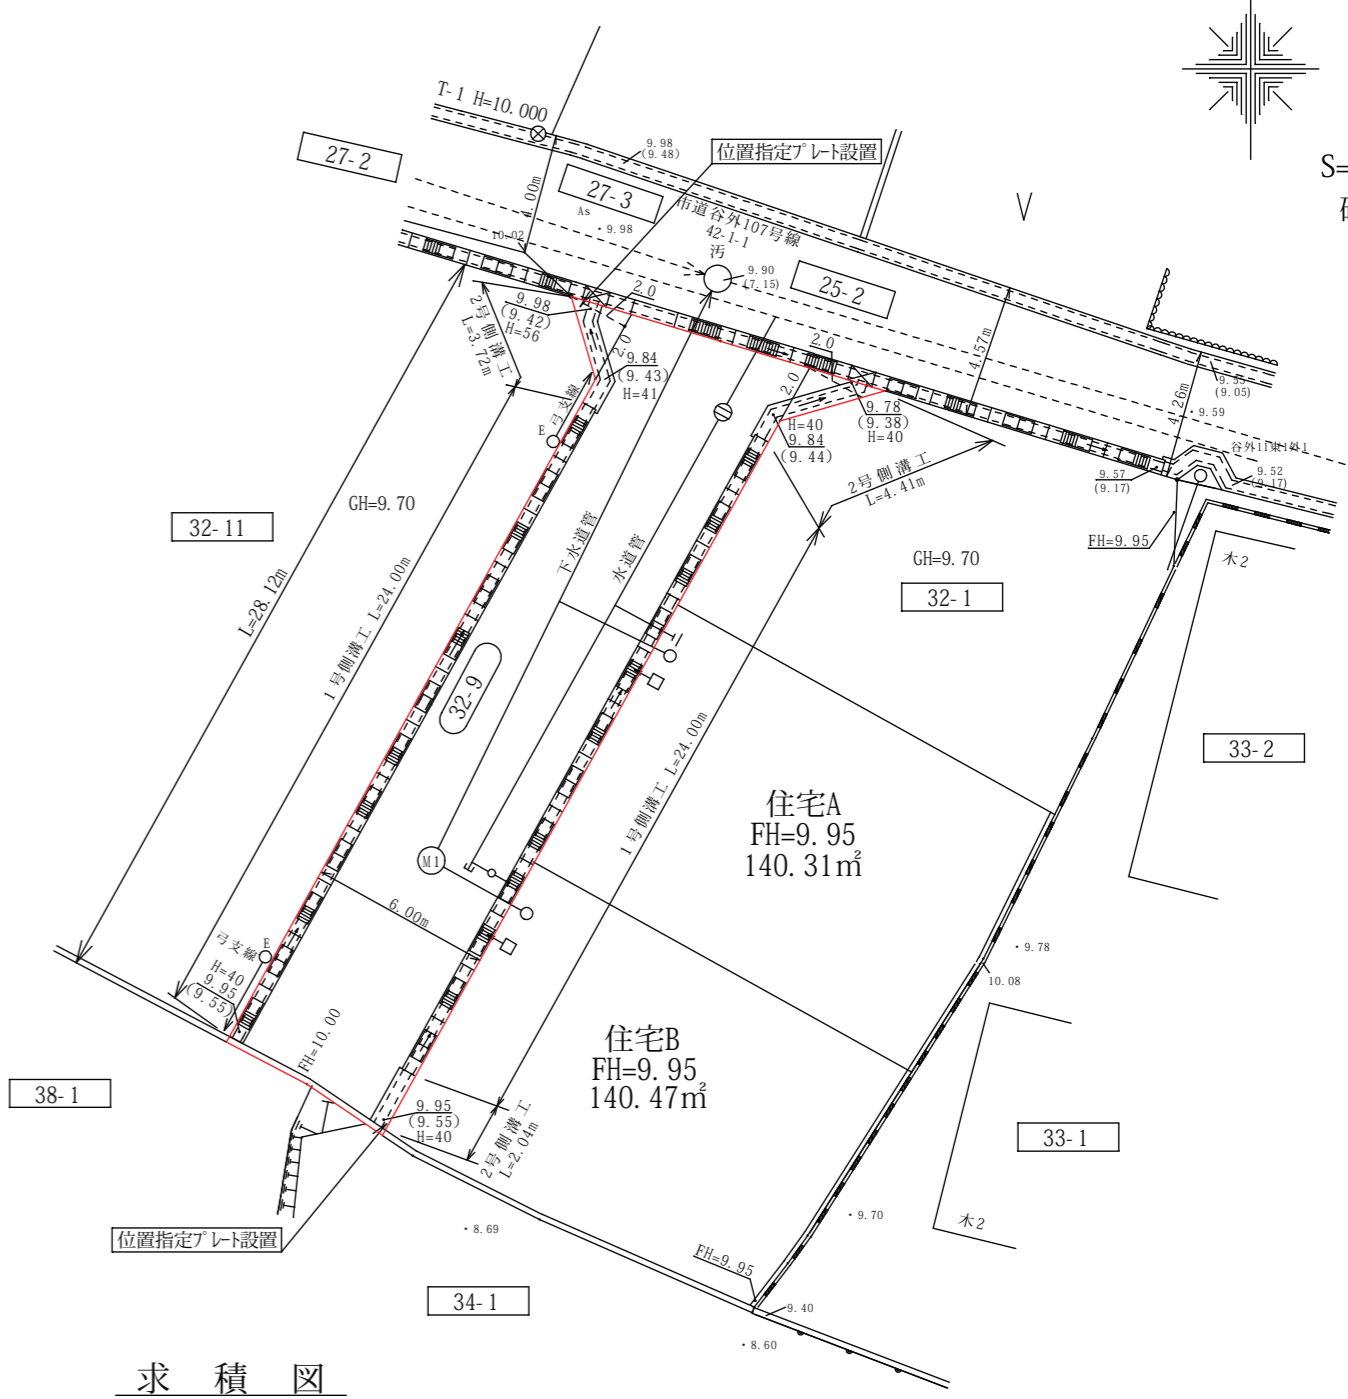 T-1 H=10.000
9.98
(9.48)
位置指定プレート設置
27-2
27-3
4.00m
As
9.98
市道谷外107号線
42-1-1
汚
9.90
(7.15)
25-2
10.02
S=
2.0
9.98
(9.42)
H=56
2号側溝工
L=3.72m
2.0
9.84
(9.43)
H=41
2.0
2.0
4.57m
9.55
(9.05)
4.26m
9.59
谷外11東1外1
9.57
(9.17)
9.52
(9.17)
9.78
(9.38)
H=40
H=40
9.84
(9.44)
2号側溝工
L=4.41m
弓支線
E
GH=9.70
32-11
L=28.12m
1号側溝工 L=24.00m
下水道管
水道管
GH=9.70
32-1
FH=9.95
木2
33-2
32-9
1号側溝工 L=24.00m
住宅A
FH=9.95
140.31㎡
M1
6.00m
9.78
10.08
弓支線
E
H=40
9.95
(9.55)
FH=10.00
住宅B
FH=9.95
140.47㎡
38-1
9.95
(9.55)
H=40
2号側溝工
L=2.04m
33-1
木2
9.70
位置指定プレート設置
8.69
FH=9.95
34-1
9.40
8.60
求積図